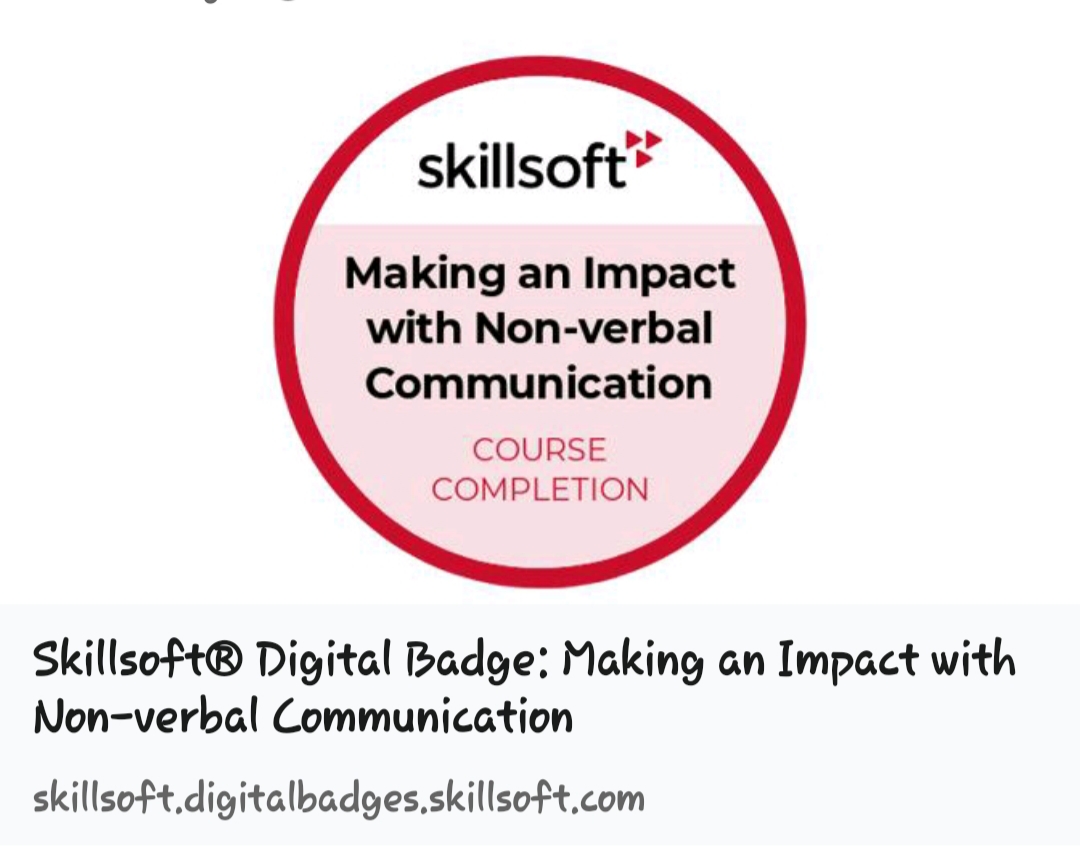 skillsoft
Making an Impact
with Non-verbal
Communication
COURSE
COMPLETION
Skillsoft® Digital Badge: Making an Impact with
Non-verbal Communication
skillsoft.digitalbadges.skillsoft.com